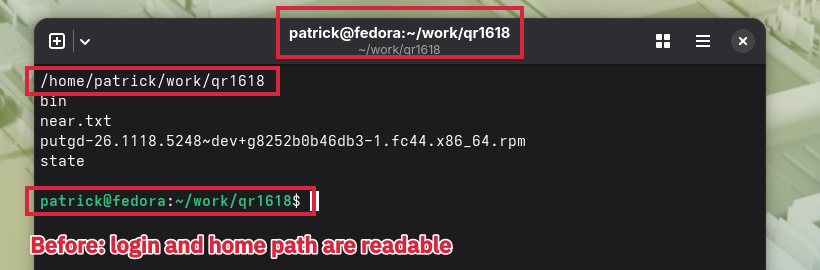 patrick@fedora:~/work/qr1618
~/work/qr1618
/home/patrick/work/qr1618
bin
near.txt
putgd-26.1118.5248~dev+g8252b0b46db3-1.fc44.x86_64.rpm
state
patrick@fedora:~/work/qr1618$
Before: login and home path are readable